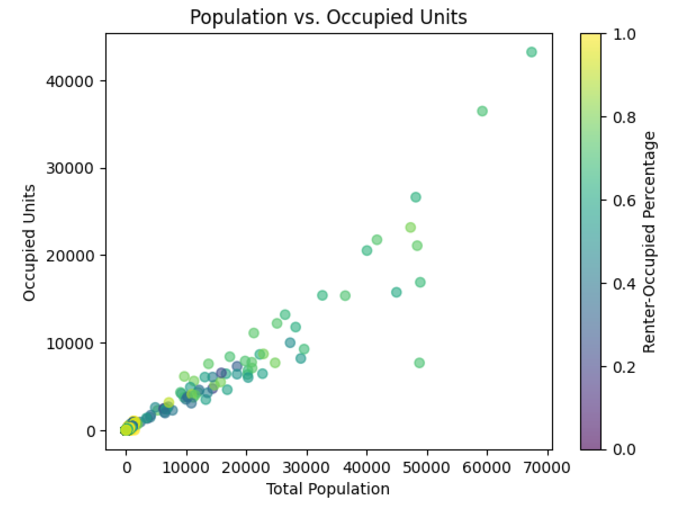 Population vs. Occupied Units
1.0
40000
0.8
30000
0.6
20000
0.4
10000
0.2
0
0.0
0 10000 20000 30000 40000 50000 60000 70000
Total Population
Occupied Units
Renter-Occupied Percentage